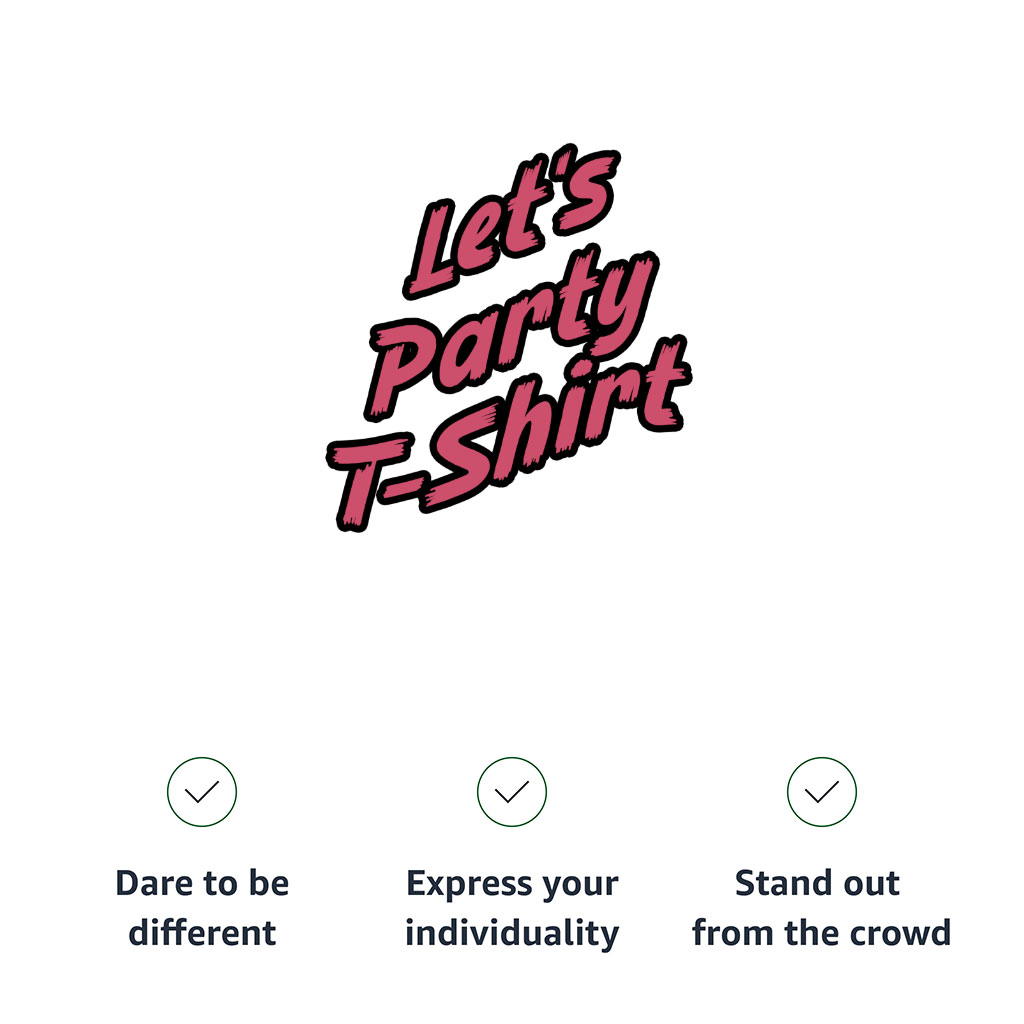 Let's
Party
T-Shirt
Dare to be
different
Express your
individuality
Stand out
from the crowd